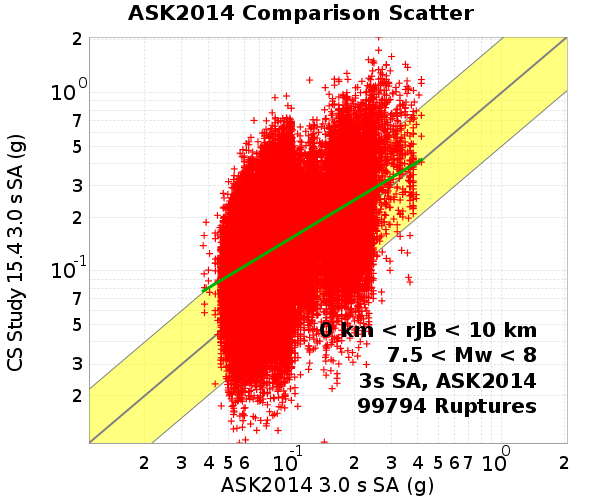 ASK2014 Comparison Scatter
CS Study 15.4 3.0 s SA (g)
2
10^0
7
5
3
2
10^-1
7
5
3
2
0 km < rJB < 10 km
7.5 < Mw < 8
3s SA, ASK2014
99794 Ruptures
2 3 4 5 6 10^-1 2 3 4 5 6 7 10^0 2
ASK2014 3.0 s SA (g)